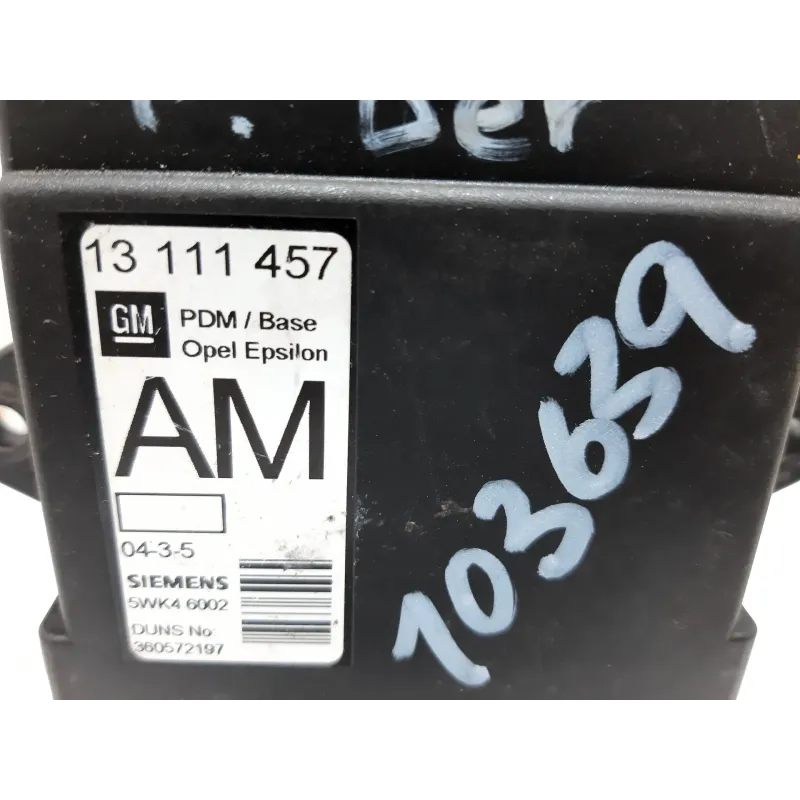 P. Der
13 111 457
GM
PDM / Base
Opel Epsilon
AM
04-3-5
SIEMENS
5WK4 6002
DUNS No:
360572197
103639